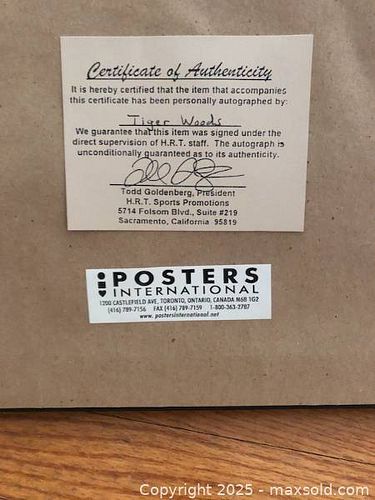 Certificate of Authenticity
It is hereby certified that the item that accompanies
this certificate has been personally autographed by:
Tiger Woods
We guarantee that this item was signed under the
direct supervision of H.R.T. staff. The autograph is
unconditionally guaranteed as to its authenticity.
Todd Goldenberg, President
H.R.T. Sports Promotions
5714 Folsom Blvd., Suite #219
Sacramento, California 95819
POSTERS
INTERNATIONAL
1200 CASTLEFIELD AVE, TORONTO, ONTARIO, CANADA M6B 1G2
(416) 789-7156 FAX (416) 789-7159 1-800-363-2787
www.postersinternational.net
Copyright © 2025 - maxsold.com